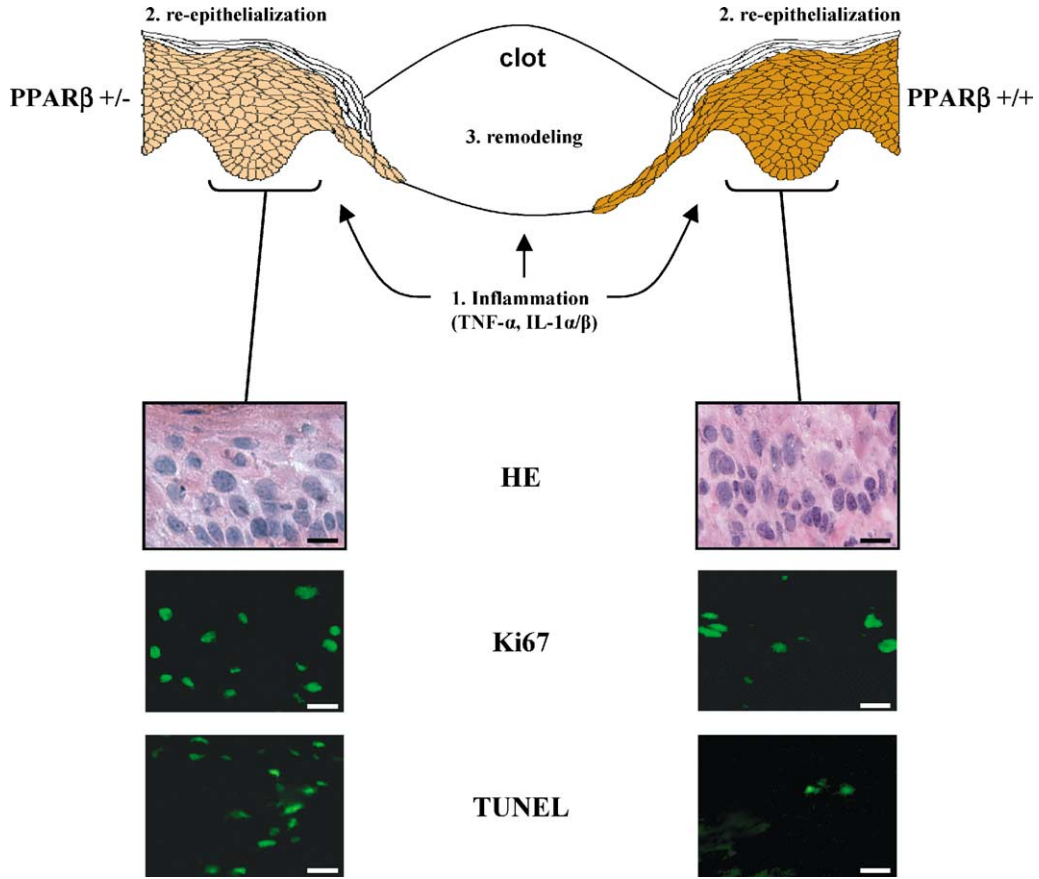 2. re-epithelialization
2. re-epithelialization
clot
PPARβ +/-
PPARβ +/+
3. remodeling
1. Inflammation
(TNF-α, IL-1α/β)
HE
Ki67
TUNEL